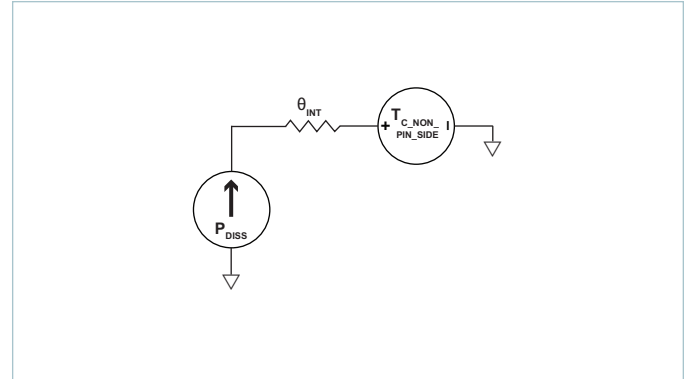 θINT
+ TC_NON_ I
PIN_SIDE
PDISS